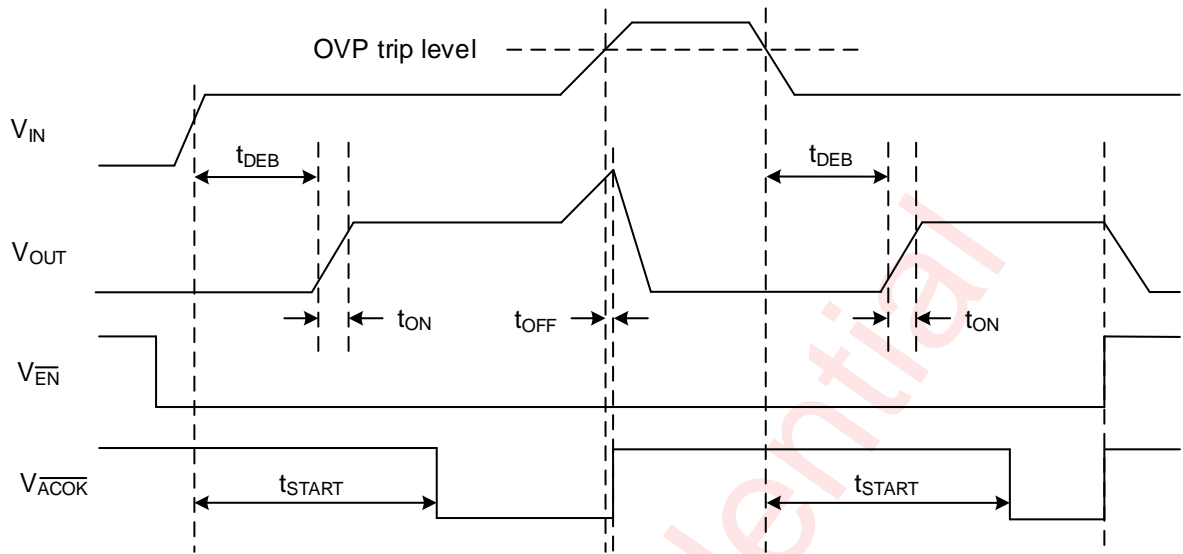 OVP trip level
VIN
tDEB
tDEB
VOUT
tON
tOFF
tON
VEN
VACOK
tSTART
tSTART